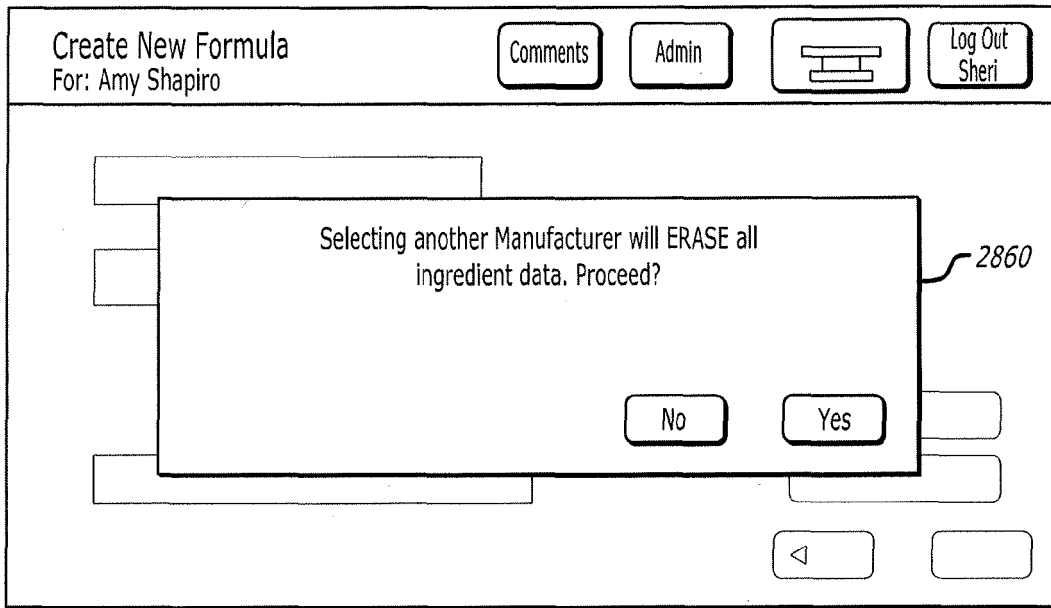 Create New Formula
For: Amy Shapiro
Comments
Admin
Log Out
Sheri
Selecting another Manufacturer will ERASE all
ingredient data. Proceed?
2860
No
Yes